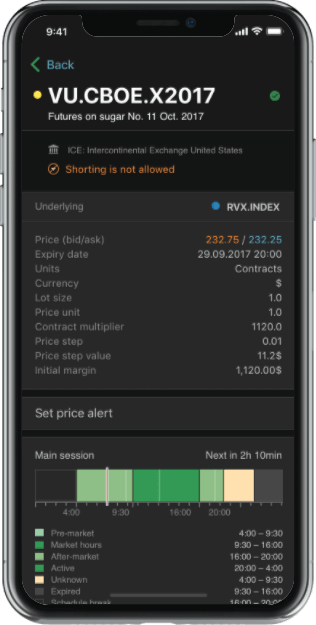 9:41
Back
VU.CBOE.X2017
Futures on sugar No. 11 Oct. 2017
ICE: Intercontinental Exchange United States
Shorting is not allowed
Underlying RVX.INDEX
Price (bid/ask) 232.75 / 232.25
Expiry date 29.09.2017 20:00
Units Contracts
Currency $
Lot size 1.0
Price unit 1.0
Contract multiplier 1120.0
Price step 0.01
Price step value 11.2$
Initial margin 1,120.00$
Set price alert
Main session Next in 2h 10min
4:00 9:30 16:00 20:00
Pre-market 4:00 – 9:30
Market hours 9:30 – 16:00
After-market 16:00 – 20:00
Active 20:00 – 4:00
Unknown 4:00 – 9:30
Expired 9:30 – 16:00
Schedule break 16:00 – 20:00